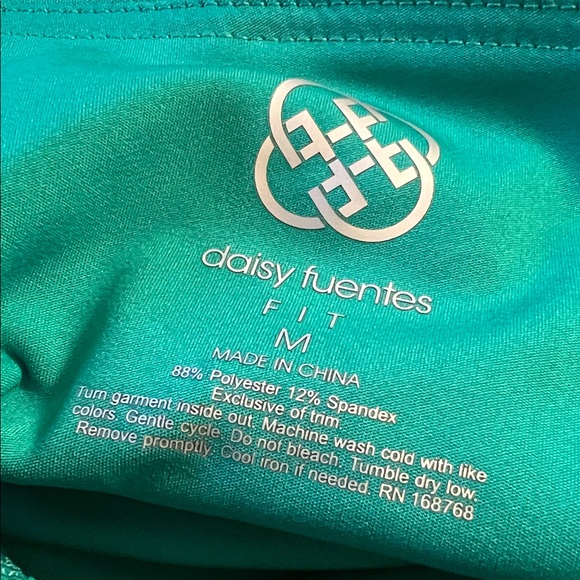 daisy fuentes
FIT
M
MADE IN CHINA
88% Polyester 12% Spandex
Exclusive of trim.
Turn garment inside out. Machine wash cold with like
colors. Gentle cycle. Do not bleach. Tumble dry low.
Remove promptly. Cool iron if needed. RN 168768